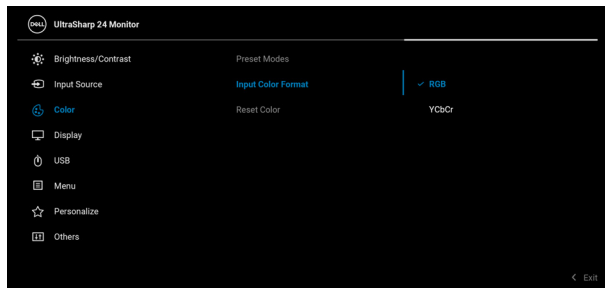 DELL UltraSharp 24 Monitor
Brightness/Contrast Preset Modes
Input Source Input Color Format RGB
Color Reset Color YCbCr
Display
USB
Menu
Personalize
Others
Exit